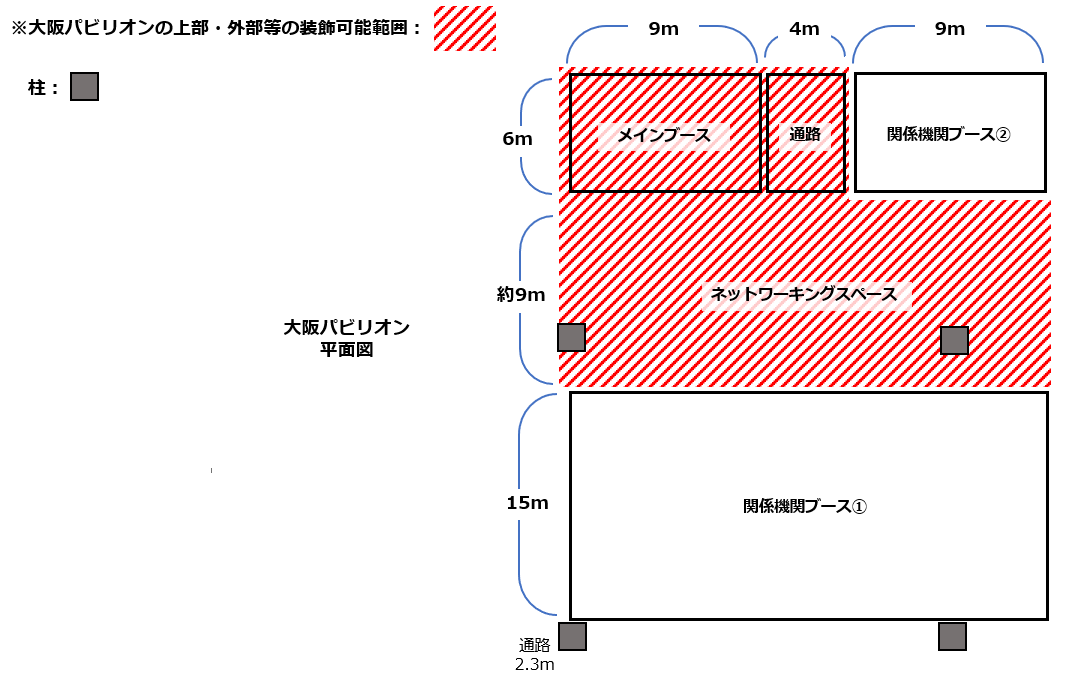 ※大阪パビリオンの上部・外部等の装飾可能範囲：
柱：
9m
4m
9m
6m
メインブース
通路
関係機関ブース②
約9m
ネットワーキングスペース
大阪パビリオン
平面図
15m
関係機関ブース①
通路
2.3m